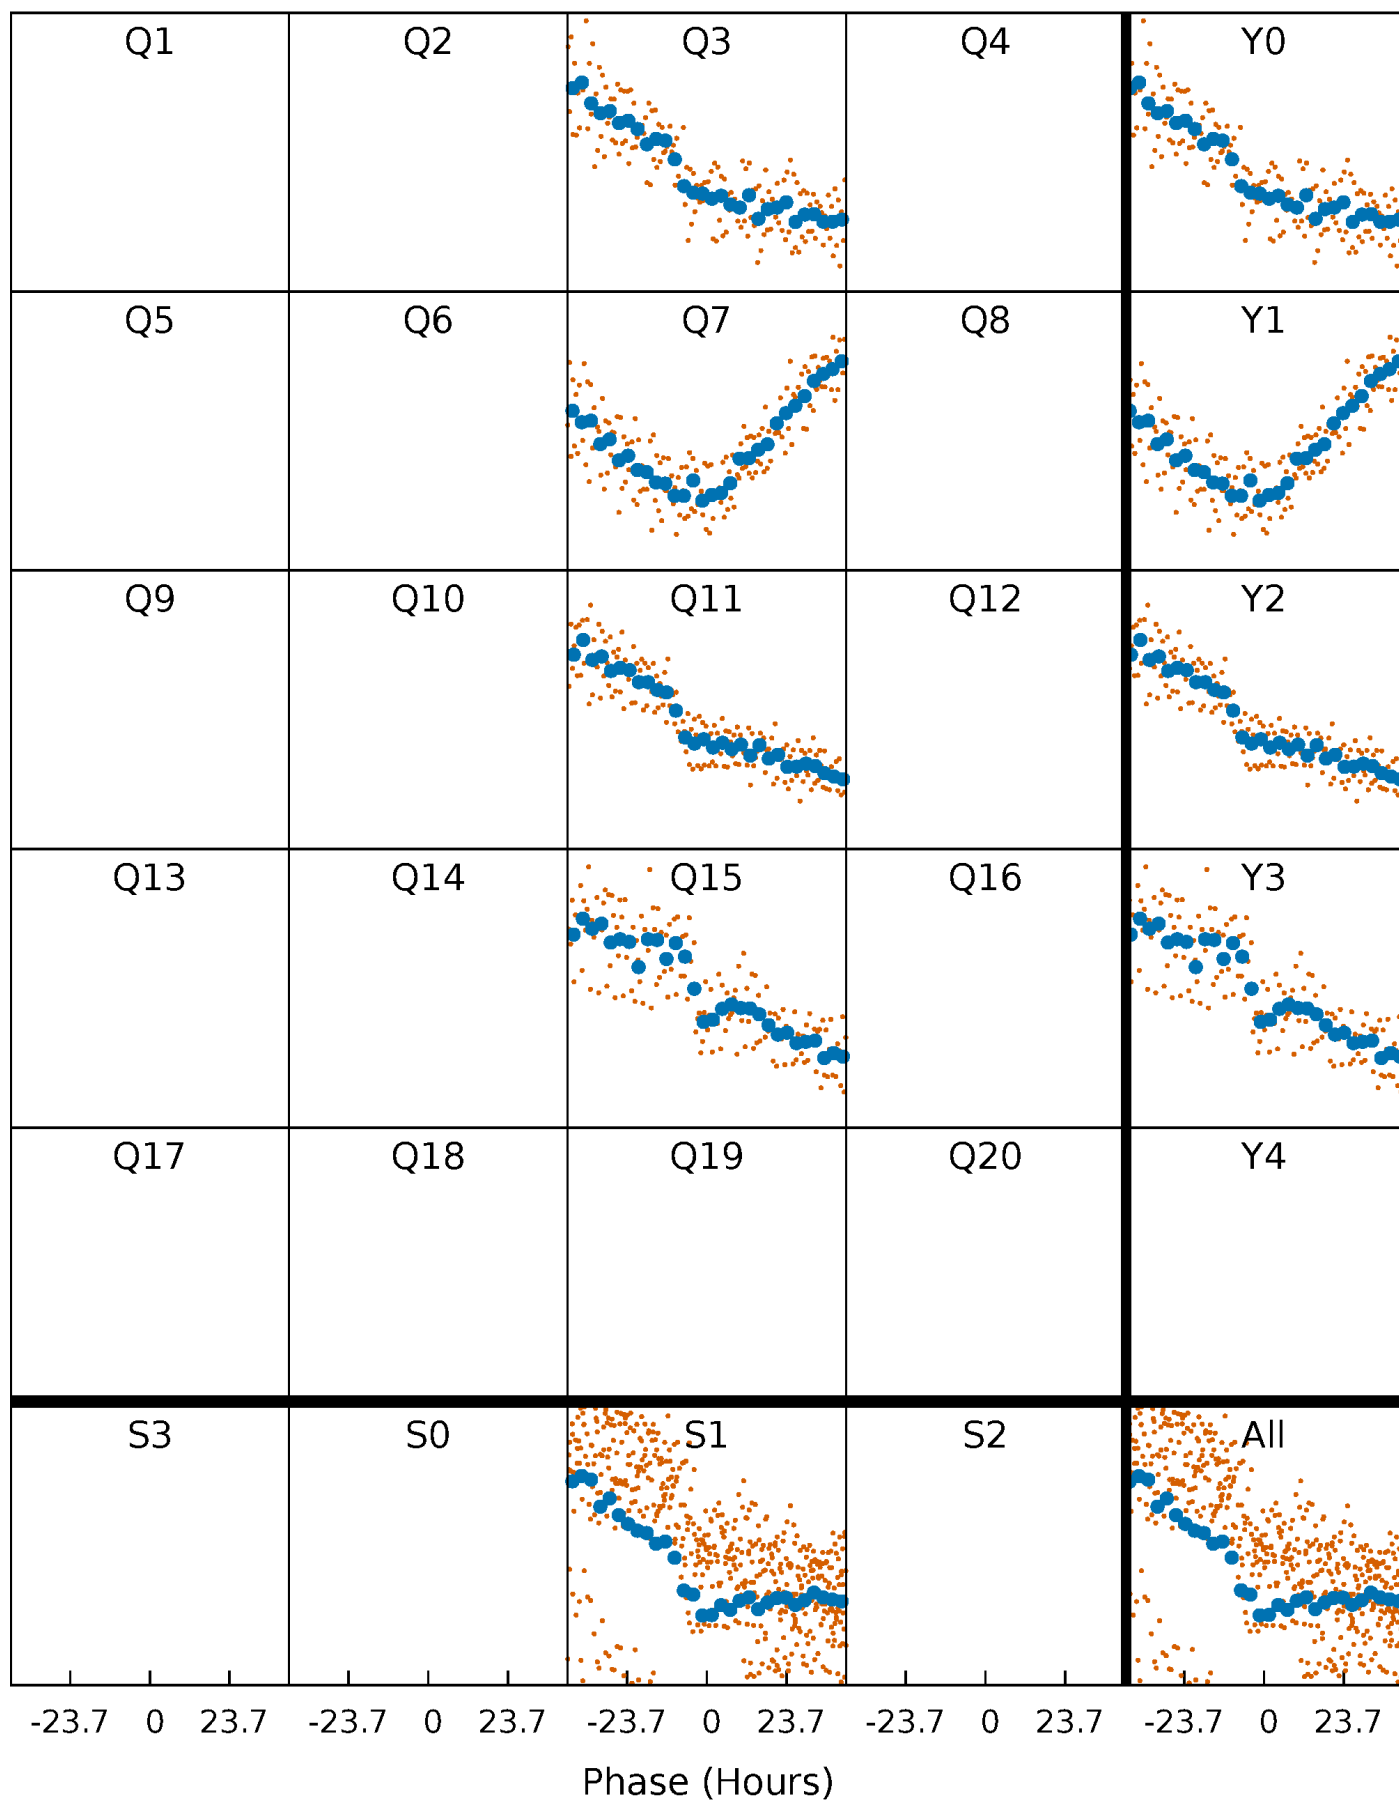 Q1 Q2 Q3 Q4 Y0
Q5 Q6 Q7 Q8 Y1
Q9 Q10 Q11 Q12 Y2
Q13 Q14 Q15 Q16 Y3
Q17 Q18 Q19 Q20 Y4
S3 S0 S1 S2 All
-23.7 0 23.7 -23.7 0 23.7 -23.7 0 23.7 -23.7 0 23.7 -23.7 0 23.7
Phase (Hours)